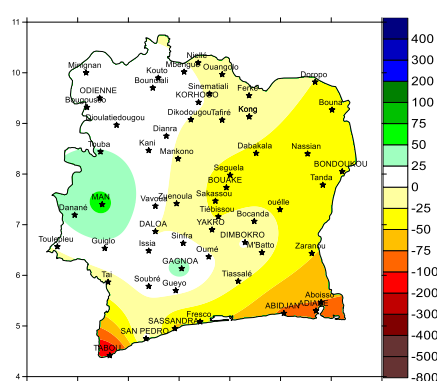 11
10
9
8
7
6
5
4
Niellé
Minignan
Kouto
Mbengué
Ouangolo
Doropo
ODIENNE
Boundiali
Sinematiali
KORHOGO
Ferké
Bouna
Dioulatiedougou
Dikodougou
Tafiré
Kong
Dianra
Touba
Kani
Mankono
Dabakala
Nassian
BONDOUKOU
Seguela
BOUAKE
Tanda
MAN
Danané
Vavoua
Zuenoula
Sakassou
Tiébissou
ouélle
Bocanda
DALOA
YAKRO
DIMBOKRO
Toulepleu
Guiglo
Issia
Sinfra
Oumé
M'Batto
Zaranou
GAGNOA
Tai
Soubré
Gueyo
Tiassalé
Aboisso
ABIDJAN
SASSANDRA
Fresco
SAN PEDRO
TABOU
400
300
200
100
75
50
25
0
-25
-50
-75
-100
-200
-300
-400
-500
-800